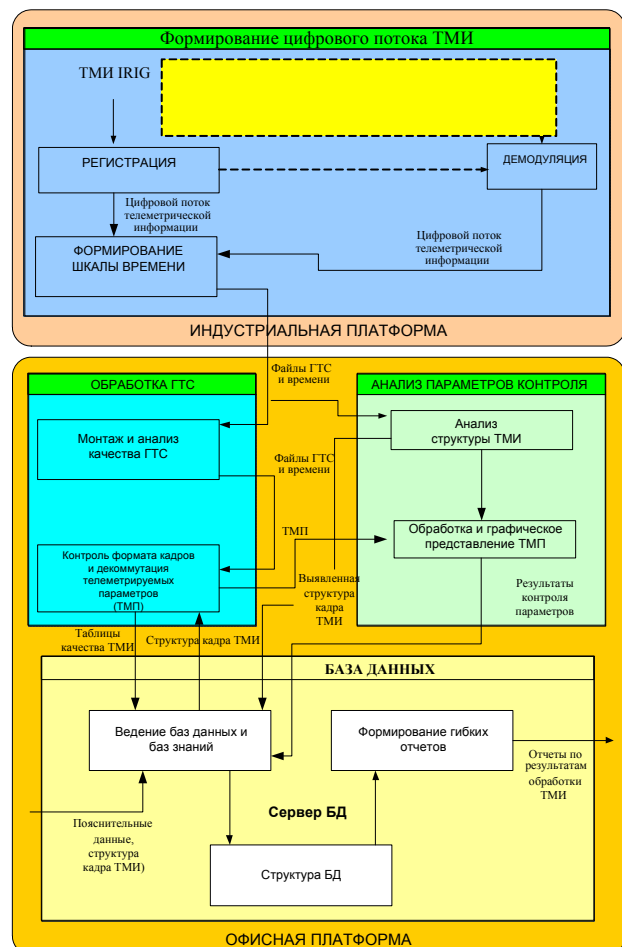 Формирование цифрового потока ТМИ
ТМИ IRIG
РЕГИСТРАЦИЯ
ДЕМОДУЛЯЦИЯ
Цифровой поток
телеметрической
информации
Цифровой поток
телеметрической
информации
ФОРМИРОВАНИЕ
ШКАЛЫ ВРЕМЕНИ
ИНДУСТРИАЛЬНАЯ ПЛАТФОРМА
ОБРАБОТКА ГТС
Файлы ГТС
и времени
АНАЛИЗ ПАРАМЕТРОВ КОНТРОЛЯ
Монтаж и анализ
качества ГТС
Анализ
структуры ТМИ
Файлы ГТС
и времени
ТМП
Обработка и графическое
представление ТМП
Контроль формата кадров
и декоммутация
телеметрируемых
параметров
(ТМП)
Выявленная
структура
кадра
ТМИ
Результаты
контроля
параметров
Таблицы
качества ТМИ
Структура кадра ТМИ
БАЗА ДАННЫХ
Ведение баз данных и
баз знаний
Формирование гибких
отчетов
Отчеты по
результатам
обработки
ТМИ
Сервер БД
Пояснительные
данные,
структура
кадра ТМИ)
Структура БД
ОФИСНАЯ ПЛАТФОРМА